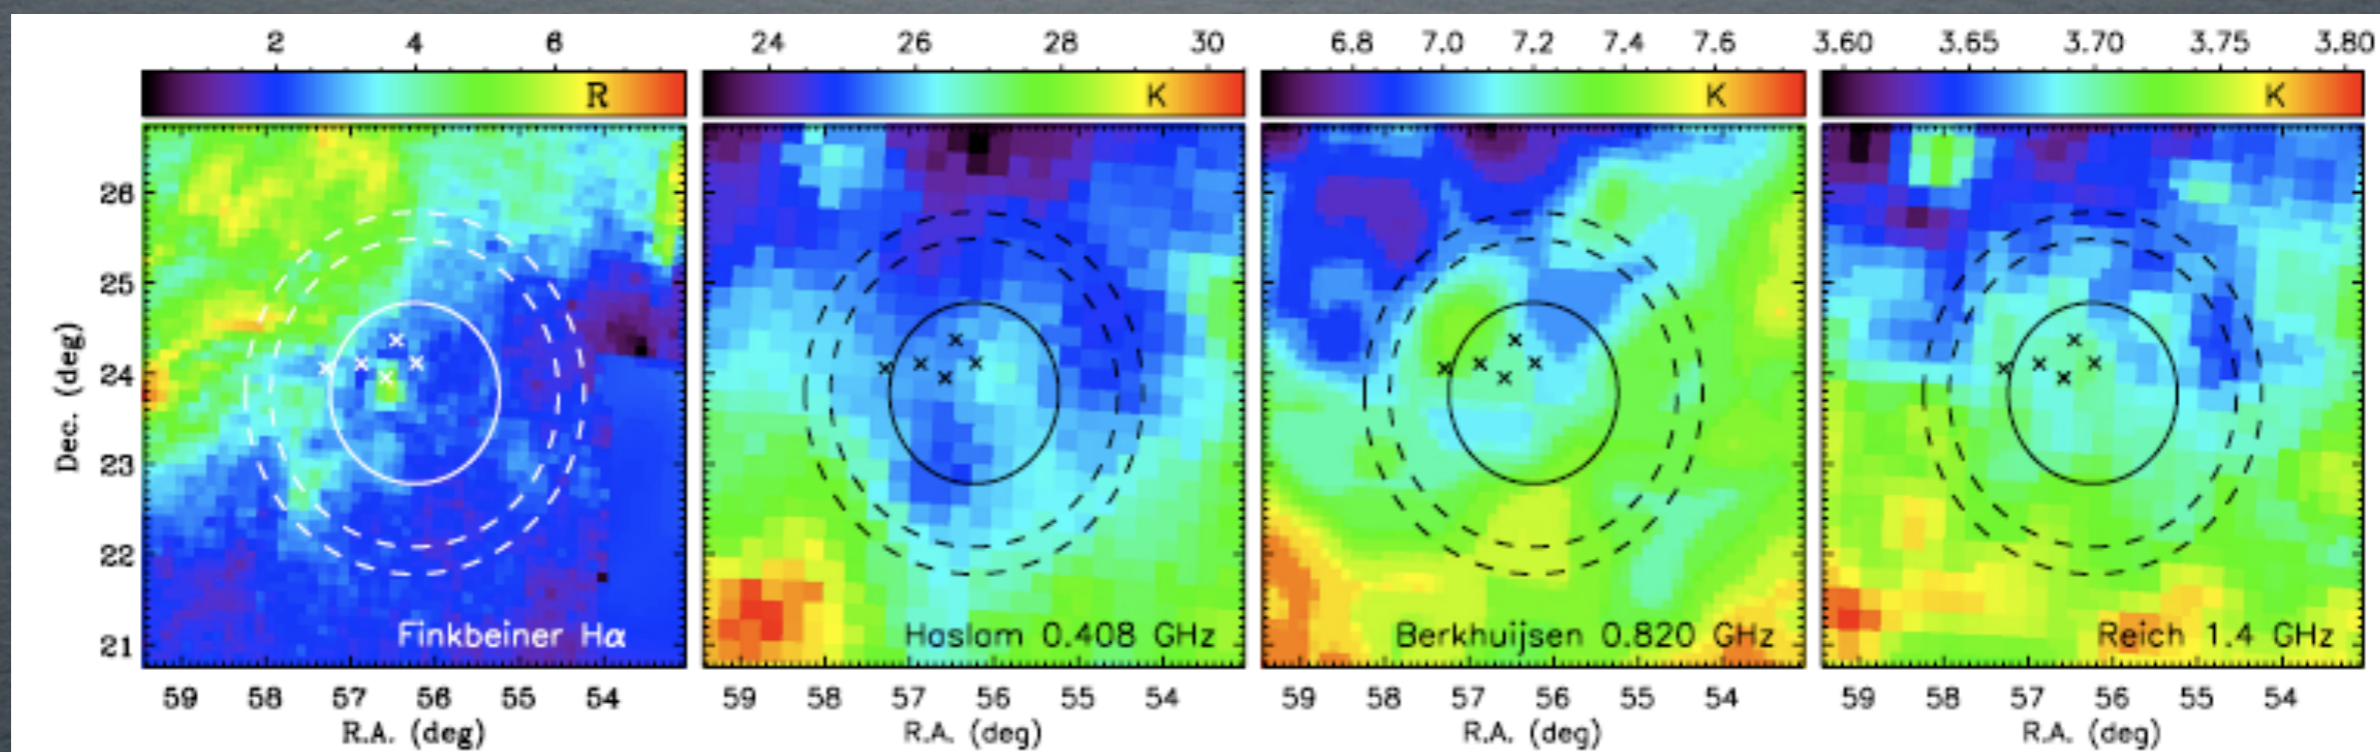 2 4 6 24 26 28 30 6.8 7.0 7.2 7.4 7.6 3.60 3.65 3.70 3.75 3.80
R K K K
26
25
24
23
22
21
Dec. (deg)
Finkbeiner Hα Haslam 0.408 GHz Berkhuijsen 0.820 GHz Reich 1.4 GHz
59 58 57 56 55 54 59 58 57 56 55 54 59 58 57 56 55 54 59 58 57 56 55 54
R.A. (deg) R.A. (deg) R.A. (deg) R.A. (deg)